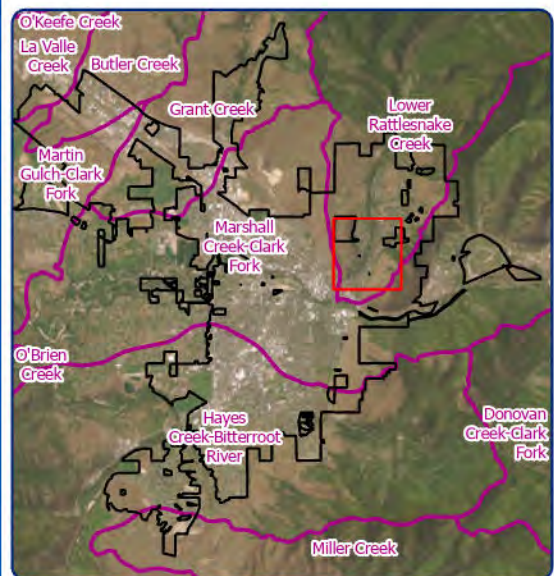 O'Keefe Creek
La Valle
Creek
Butler Creek
Grant Creek
Lower
Rattlesnake
Creek
Martin
Gulch-Clark
Fork
Marshall
Creek-Clark
Fork
O'Brien
Creek
Hayes
Creek-Bitterroot
River
Donovan
Creek-Clark
Fork
Miller Creek